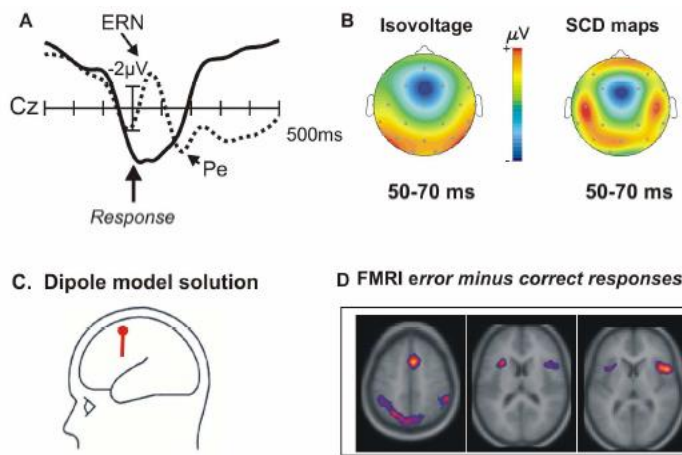 A
ERN
-2µV
Cz
500ms
Pe
Response
B
Isovoltage
µV
SCD maps
+
-
50-70 ms
50-70 ms
C. Dipole model solution
D FMRI error minus correct responses